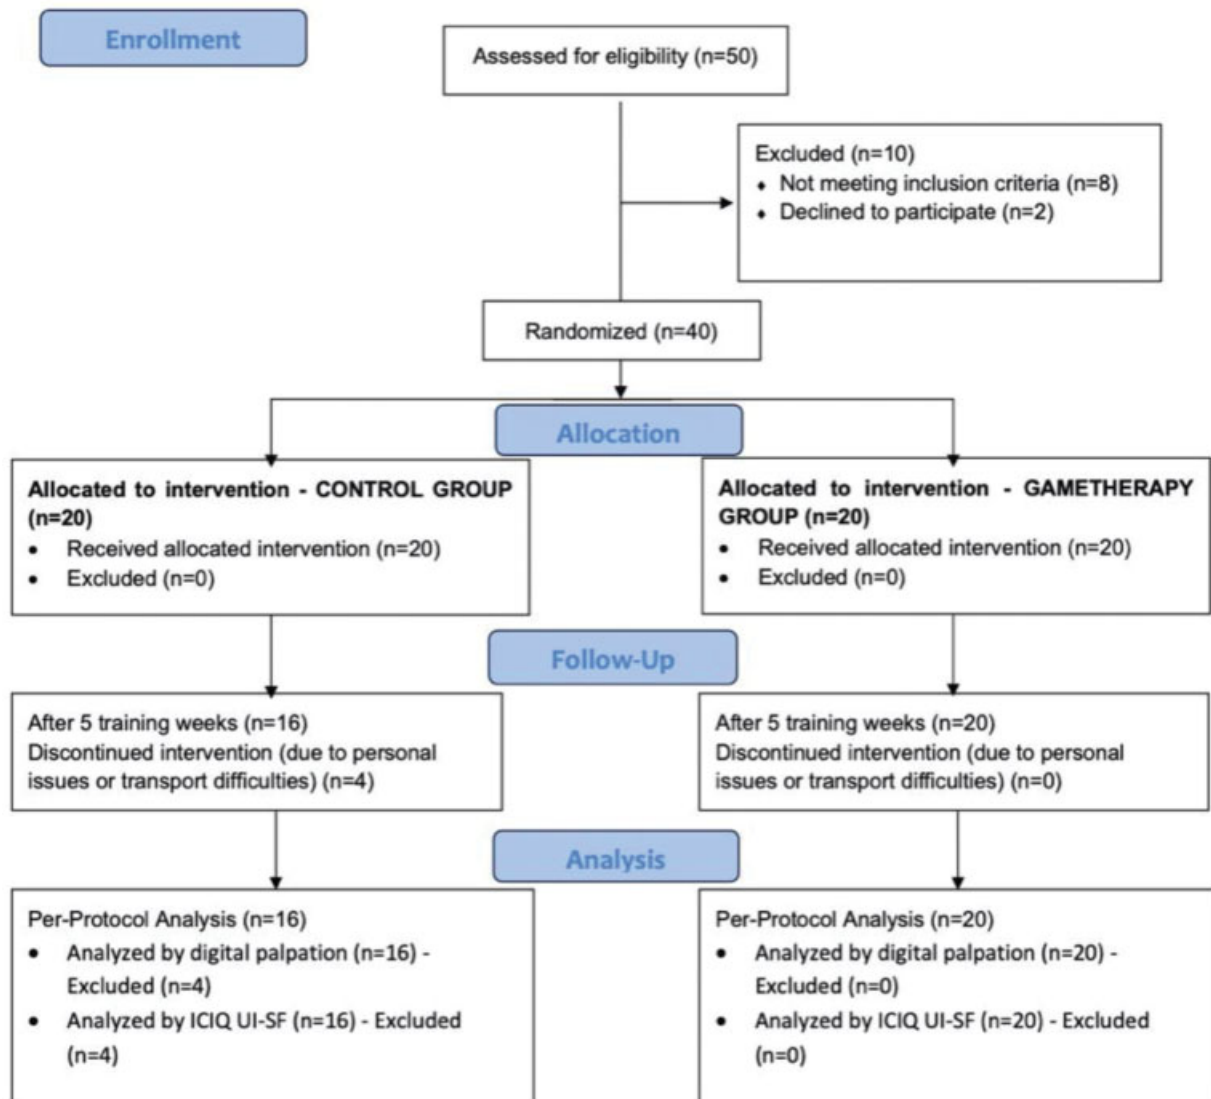 Enrollment
Assessed for eligibility (n=50)
Excluded (n=10)
⬧ Not meeting inclusion criteria (n=8)
⬧ Declined to participate (n=2)
Randomized (n=40)
Allocation
Allocated to intervention - CONTROL GROUP
(n=20)
• Received allocated intervention (n=20)
• Excluded (n=0)
Allocated to intervention - GAMETHERAPY
GROUP (n=20)
• Received allocated intervention (n=20)
• Excluded (n=0)
Follow-Up
After 5 training weeks (n=16)
Discontinued intervention (due to personal
issues or transport difficulties) (n=4)
After 5 training weeks (n=20)
Discontinued intervention (due to personal
issues or transport difficulties) (n=0)
Analysis
Per-Protocol Analysis (n=16)
• Analyzed by digital palpation (n=16) -
Excluded (n=4)
• Analyzed by ICIQ UI-SF (n=16) - Excluded
(n=4)
Per-Protocol Analysis (n=20)
• Analyzed by digital palpation (n=20) -
Excluded (n=0)
• Analyzed by ICIQ UI-SF (n=20) - Excluded
(n=0)